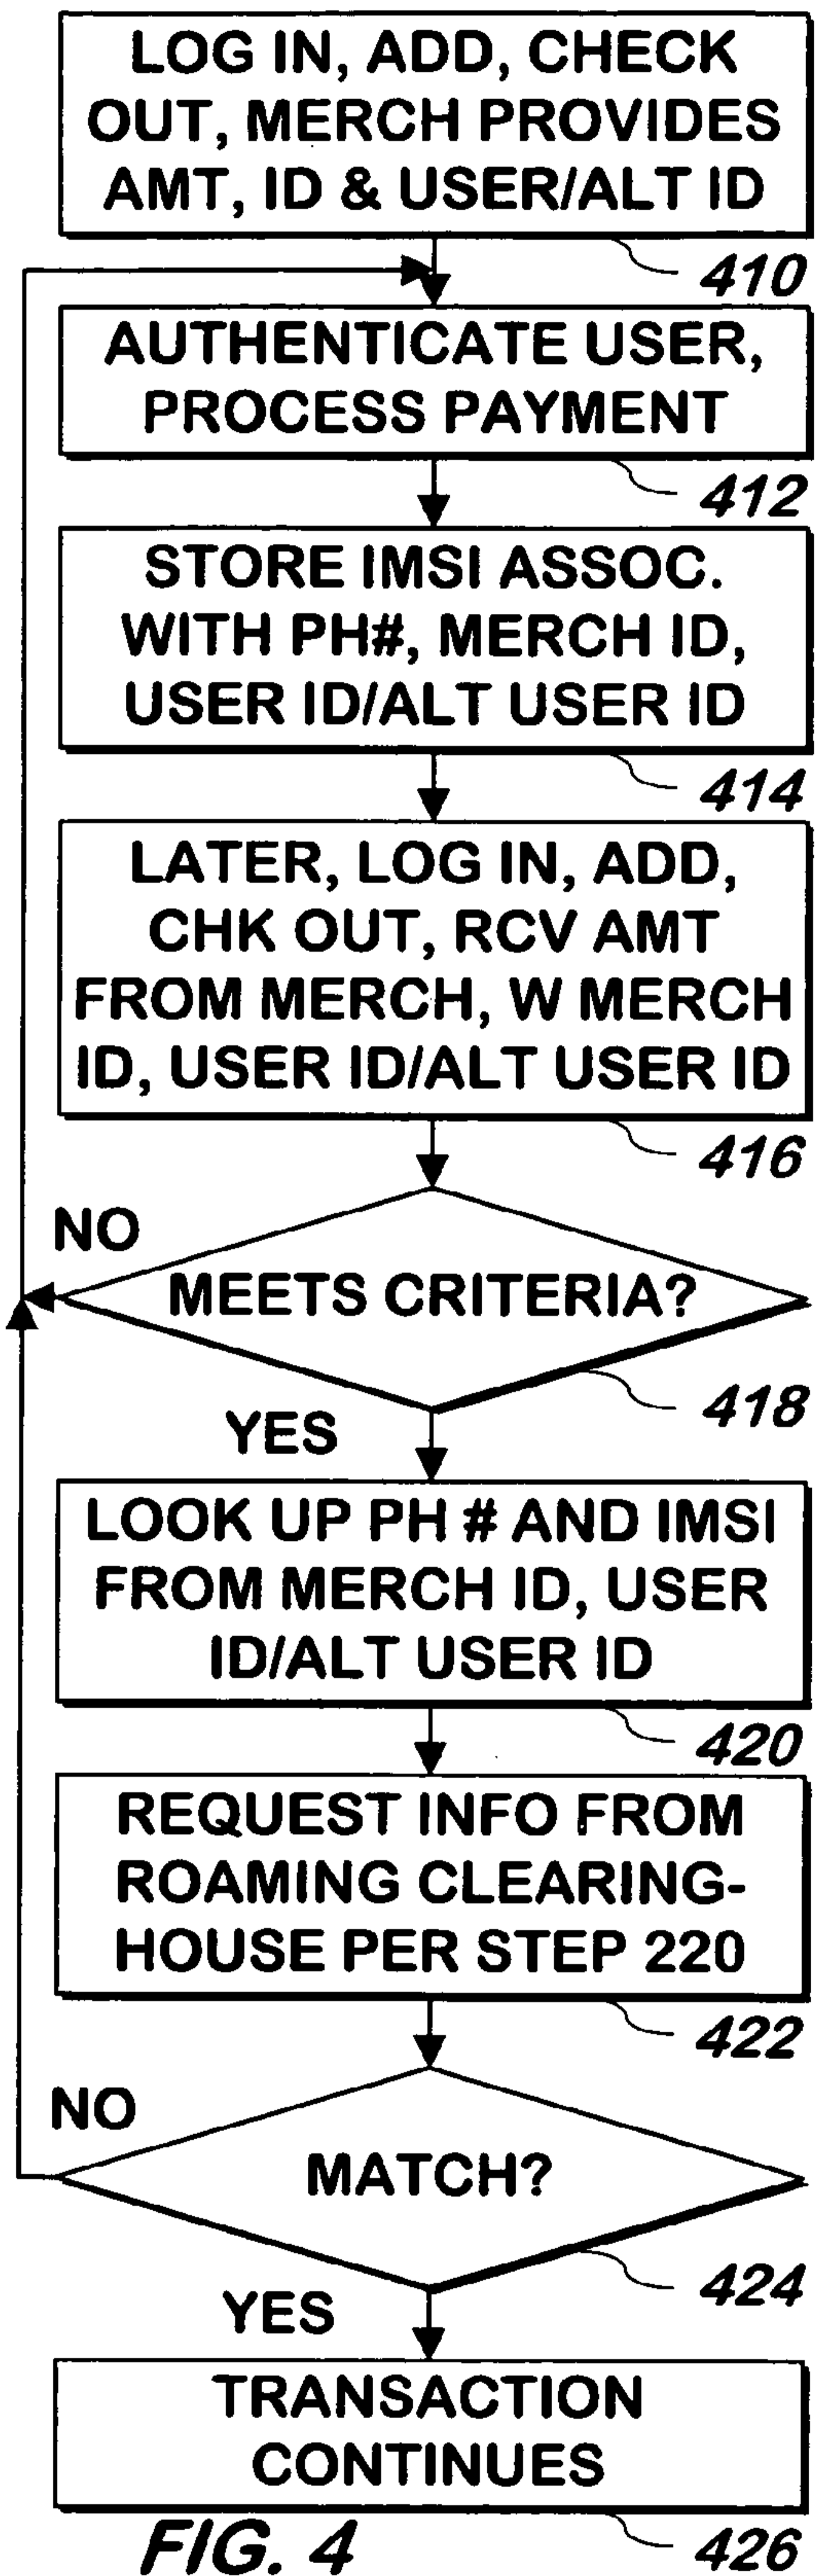 LOG IN, ADD, CHECK
OUT, MERCH PROVIDES
AMT, ID & USER/ALT ID
410
AUTHENTICATE USER,
PROCESS PAYMENT
412
STORE IMSI ASSOC.
WITH PH#, MERCH ID,
USER ID/ALT USER ID
414
LATER, LOG IN, ADD,
CHK OUT, RCV AMT
FROM MERCH, W MERCH
ID, USER ID/ALT USER ID
416
NO
MEETS CRITERIA?
418
YES
LOOK UP PH # AND IMSI
FROM MERCH ID, USER
ID/ALT USER ID
420
REQUEST INFO FROM
ROAMING CLEARING-
HOUSE PER STEP 220
422
NO
MATCH?
424
YES
TRANSACTION
CONTINUES
426
FIG. 4